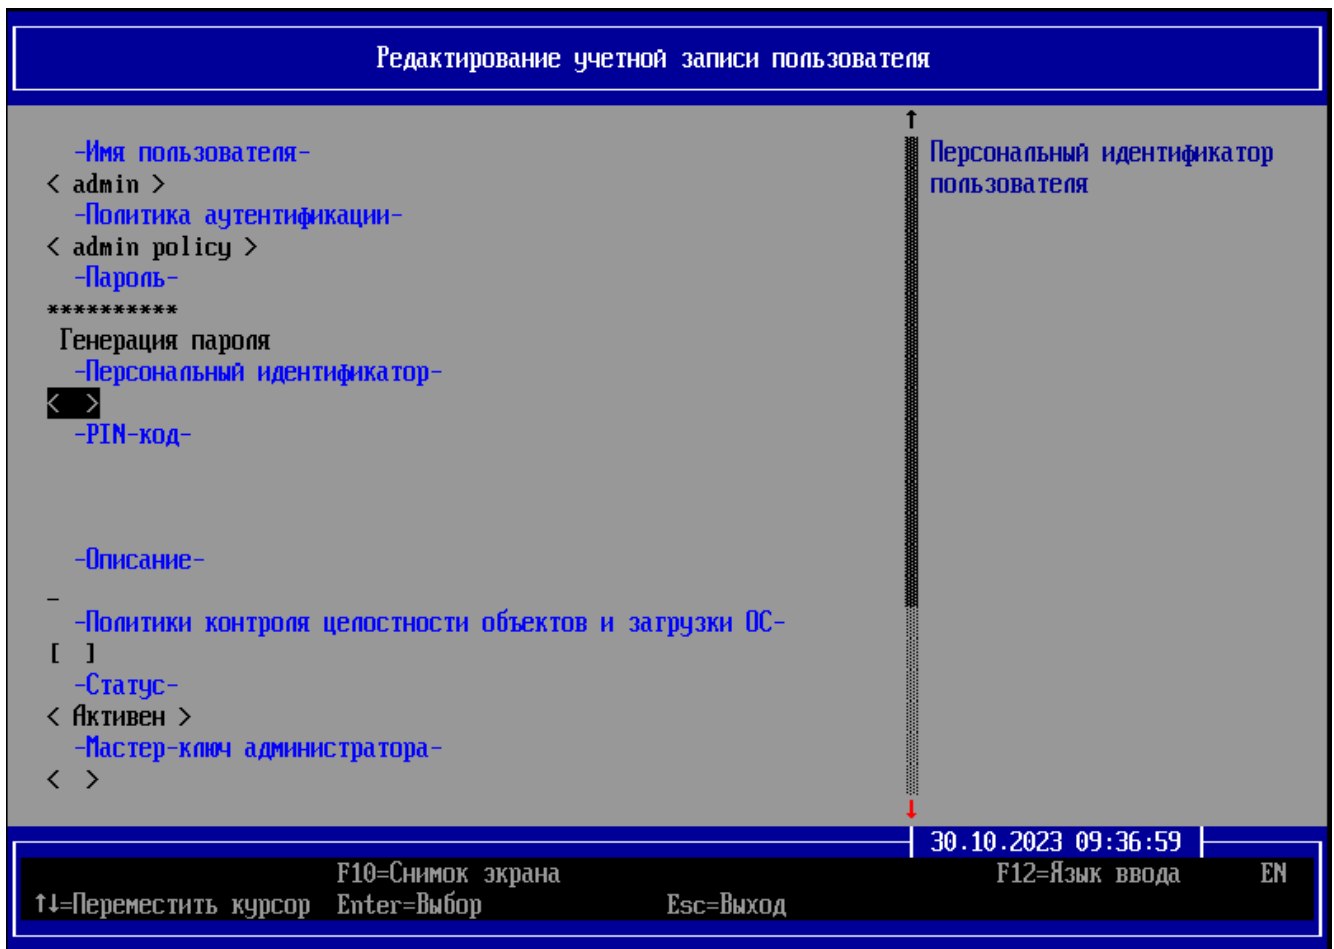 Редактирование учетной записи пользователя
-Имя пользователя-
< admin >
-Политика аутентификации-
< admin policy >
-Пароль-
**********
Генерация пароля
-Персональный идентификатор-
< >
-PIN-код-
-Описание-
_
-Политики контроля целостности объектов и загрузки ОС-
[ ]
-Статус-
< Активен >
-Мастер-ключ администратора-
< >
↑
Персональный идентификатор
пользователя
↓
30.10.2023 09:36:59
F10=Снимок экрана F12=Язык ввода EN
↑↓=Переместить курсор Enter=Выбор Esc=Выход